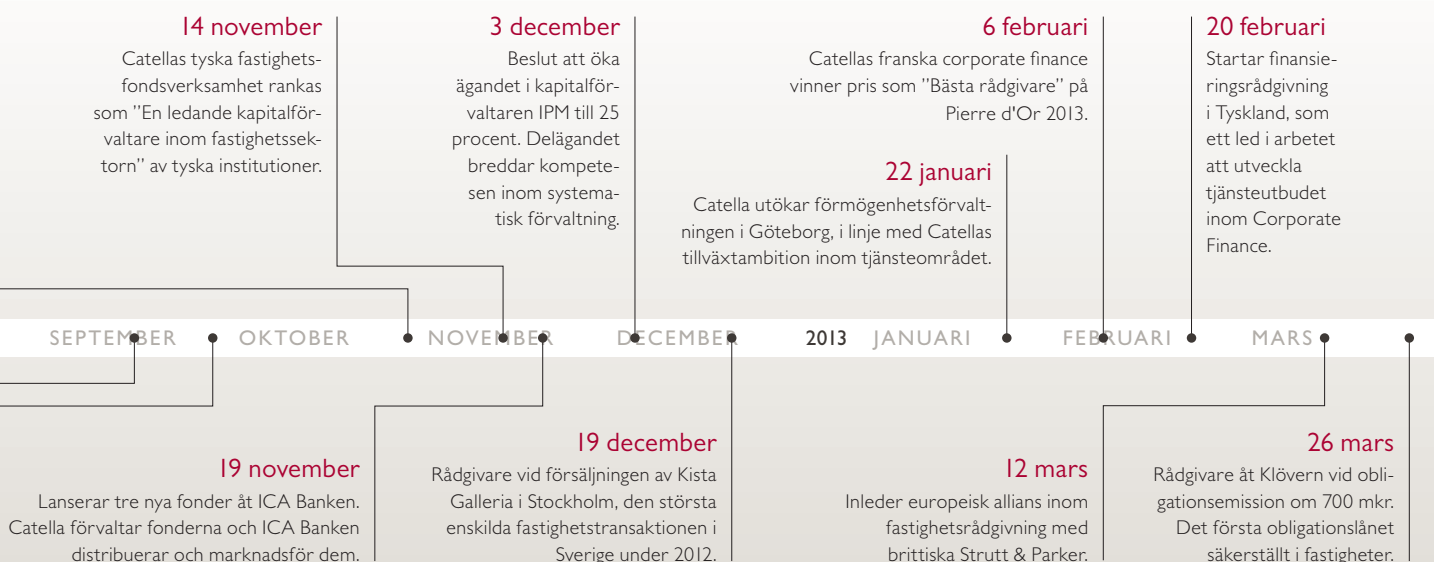 14 november
Catellas tyska fastighets-
fondsverksamhet rankas
som ”En ledande kapitalför-
valtare inom fastighetssek-
torn” av tyska institutioner.
3 december
Beslut att öka
ägandet i kapitalför-
valtaren IPM till 25
procent. Delägandet
breddar kompete-
sen inom systema-
tisk förvaltning.
6 februari
Catellas franska corporate finance
vinner pris som ”Bästa rådgivare” på
Pierre d'Or 2013.
22 januari
Catella utökar förmögenhetsförvalt-
ningen i Göteborg, i linje med Catellas
tillväxtambition inom tjänsteområdet.
20 februari
Startar finansie-
ringsrådgivning
i Tyskland, som
ett led i arbetet
att utveckla
tjänsteutbudet
inom Corporate
Finance.
SEPTEMBER OKTOBER NOVEMBER DECEMBER 2013 JANUARI FEBRUARI MARS
19 november
Lanserar tre nya fonder åt ICA Banken.
Catella förvaltar fonderna och ICA Banken
distribuerar och marknadsför dem.
19 december
Rådgivare vid försäljningen av Kista
Galleria i Stockholm, den största
enskilda fastighetstransaktionen i
Sverige under 2012.
12 mars
Inleder europeisk allians inom
fastighetsrådgivning med
brittiska Strutt & Parker.
26 mars
Rådgivare åt Klövern vid obli-
gationsemission om 700 mkr.
Det första obligationslånet
säkerställt i fastigheter.